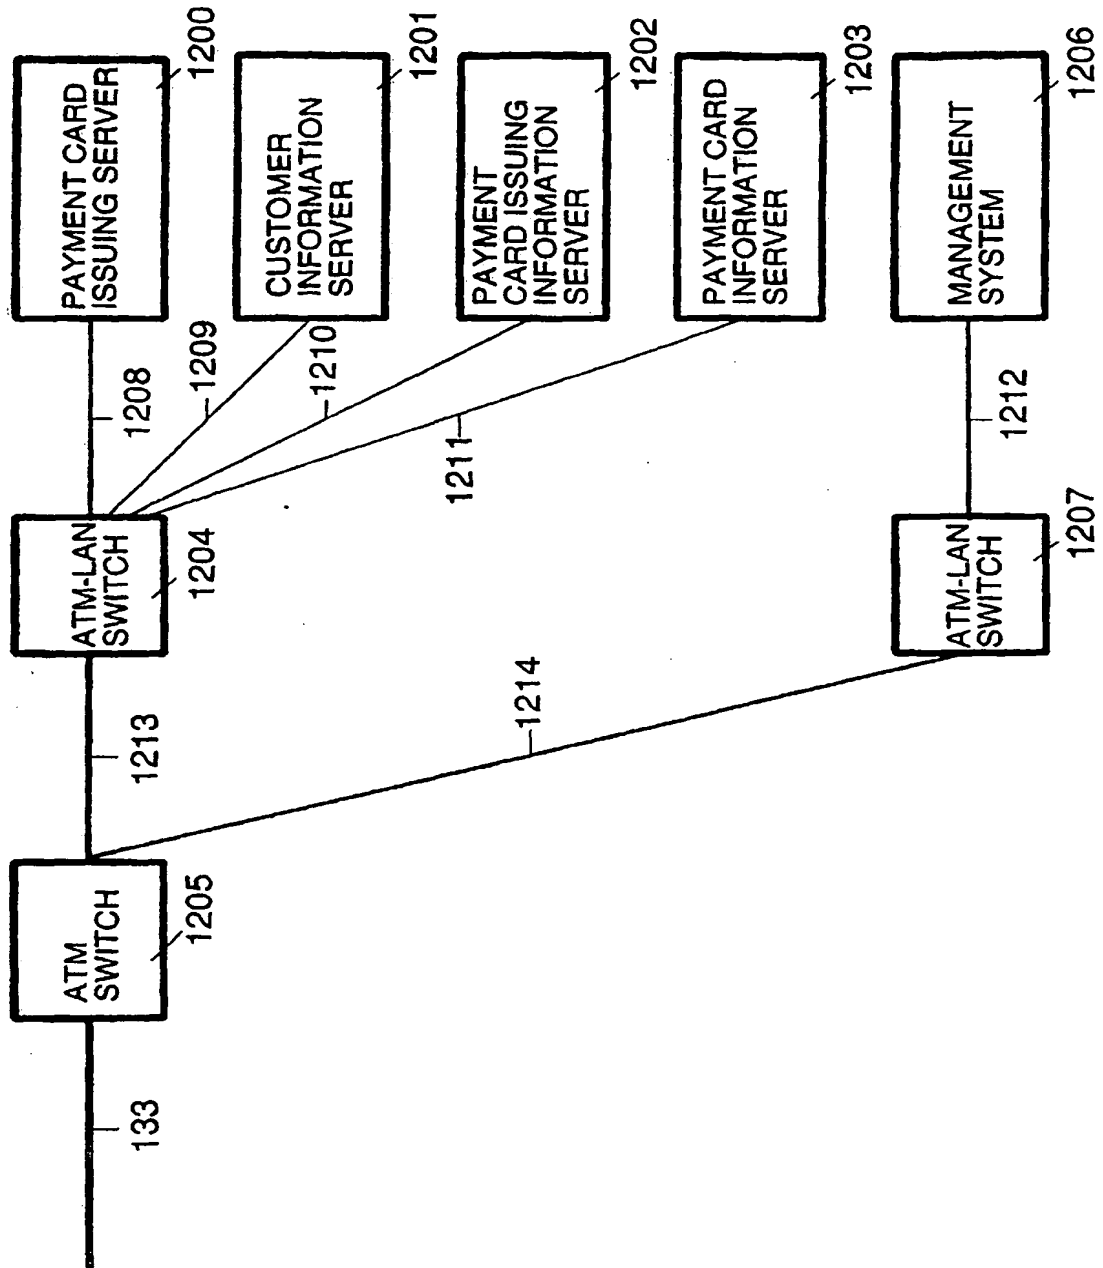 PAYMENT CARD
ISSUING SERVER
1200
CUSTOMER
INFORMATION
SERVER
1201
PAYMENT
CARD ISSUING
INFORMATION
SERVER
1202
PAYMENT CARD
INFORMATION
SERVER
1203
MANAGEMENT
SYSTEM
1206
1208
1209
1210
1211
1212
ATM-LAN
SWITCH
1204
ATM-LAN
SWITCH
1207
1213
1214
ATM
SWITCH
1205
133